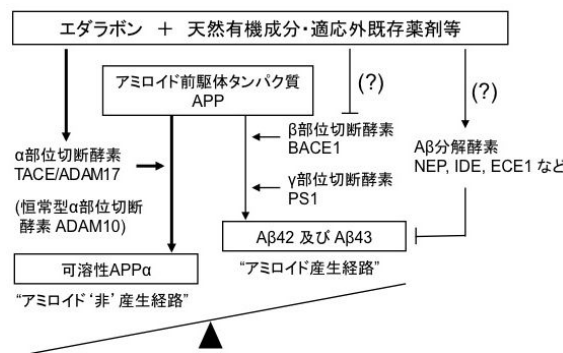 エダラボン ＋ 天然有機成分・適応外既存薬剤等
アミロイド前駆体タンパク質
APP
(?)
(?)
α部位切断酵素
TACE/ADAM17
(恒常型α部位切断
酵素 ADAM10)
β部位切断酵素
BACE1
γ部位切断酵素
PS1
Aβ分解酵素
NEP, IDE, ECE1 など
Aβ42 及び Aβ43
“アミロイド産生経路”
可溶性APPα
“アミロイド‘非’産生経路”